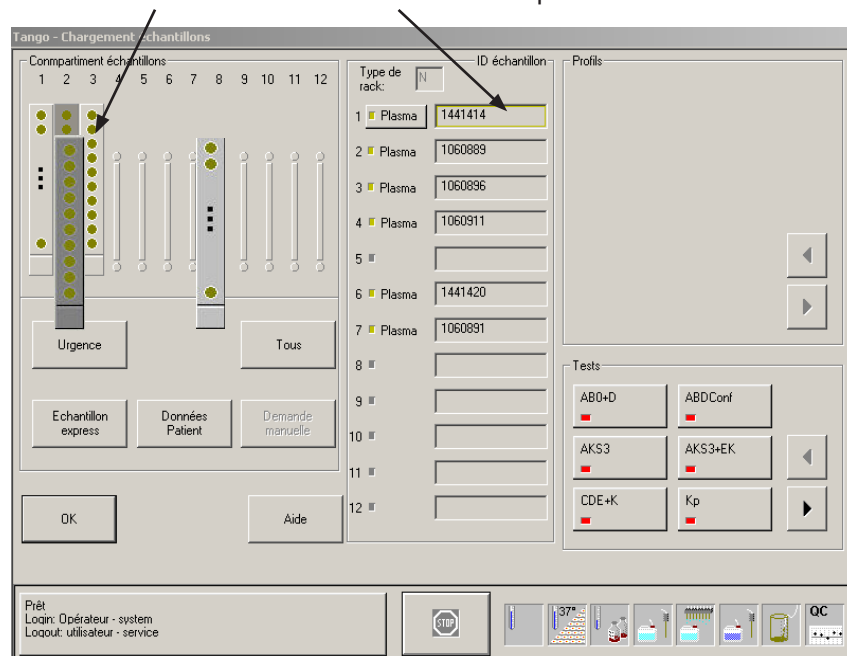 Tango - Chargement échantillons
Conmpartiment échantillons
1 2 3 4 5 6 7 8 9 10 11 12
Urgence
Tous
Echantillon express
Données Patient
Demande manuelle
OK
Aide
ID échantillon
Type de rack: N
1 Plasma 1441414
2 Plasma 1060889
3 Plasma 1060896
4 Plasma 1060911
5
6 Plasma 1441420
7 Plasma 1060891
8
9
10
11
12
Profils
Tests
AB0+D
ABDConf
AKS3
AKS3+EK
CDE+K
Kp
Prêt
Login: Opérateur - system
Logout: utilisateur - service
STOP
37°
QC